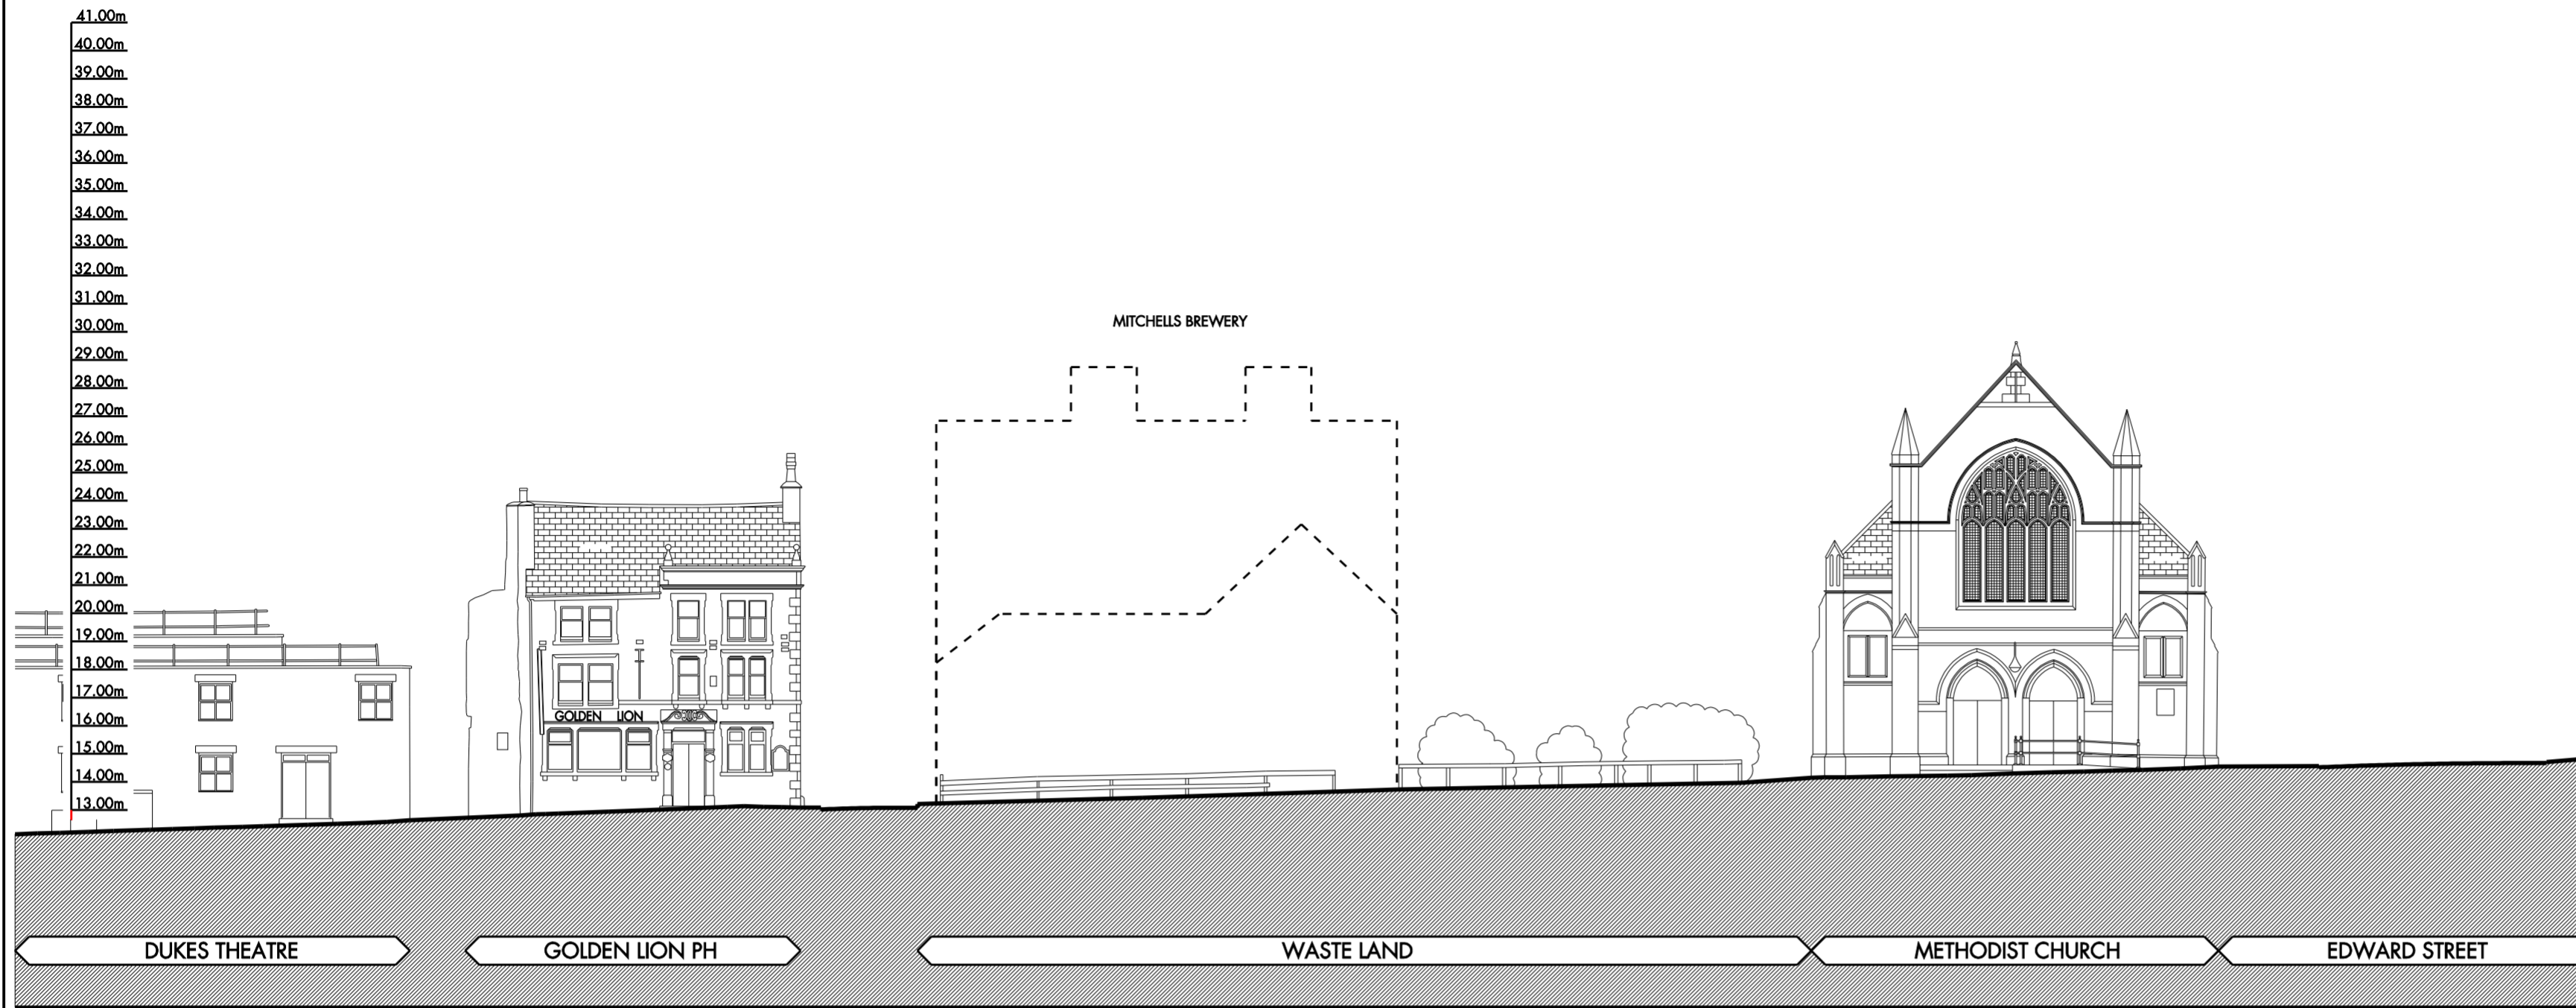 41.00m
40.00m
39.00m
38.00m
37.00m
36.00m
35.00m
34.00m
33.00m
32.00m
31.00m
30.00m
29.00m
28.00m
27.00m
26.00m
25.00m
24.00m
23.00m
22.00m
21.00m
20.00m
19.00m
18.00m
17.00m
16.00m
15.00m
14.00m
13.00m
MITCHELLS BREWERY
GOLDEN LION
DUKES THEATRE
GOLDEN LION PH
WASTE LAND
METHODIST CHURCH
EDWARD STREET